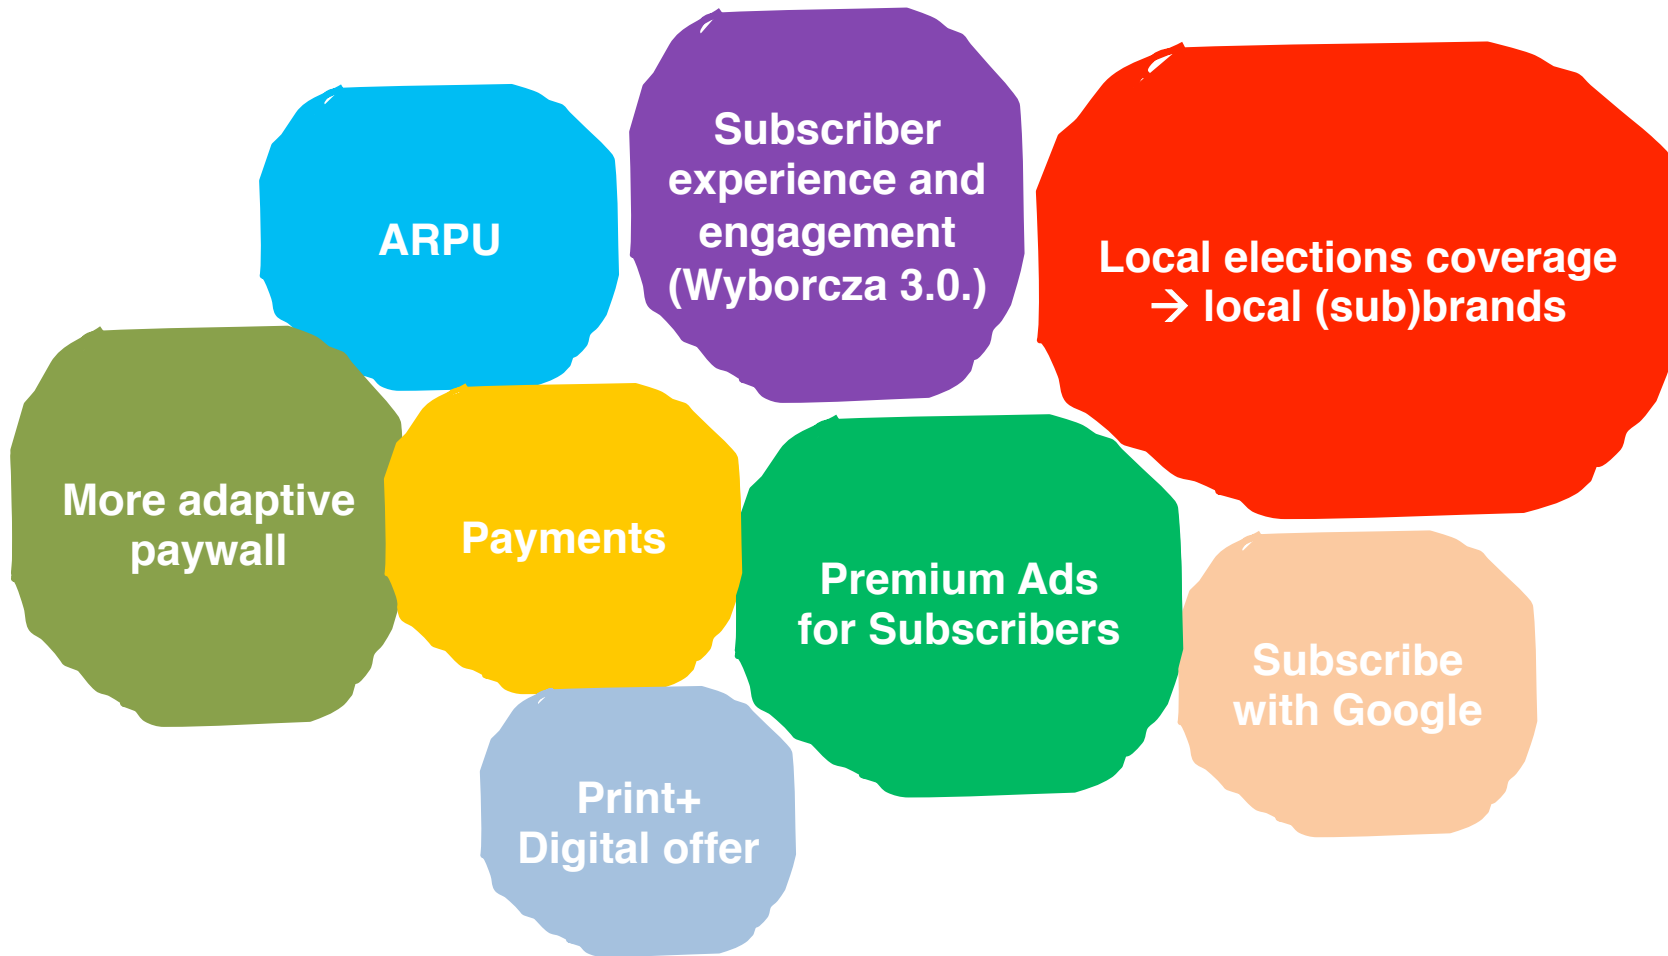 Subscriber
experience and
engagement
(Wyborcza 3.0.)
ARPU
Local elections coverage
→ local (sub)brands
More adaptive
paywall
Payments
Premium Ads
for Subscribers
Subscribe
with Google
Print+
Digital offer